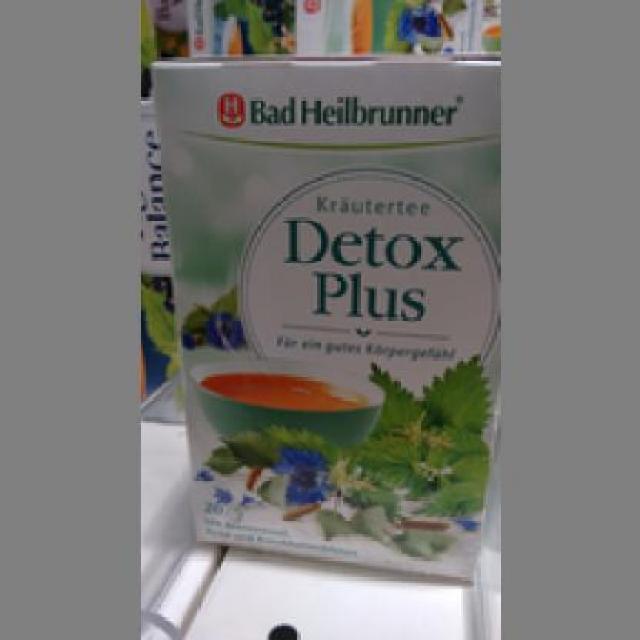 Bad Heilbrunner®
Balance
Kräutertee
Detox
Plus
Für ein gutes Körpergefühl